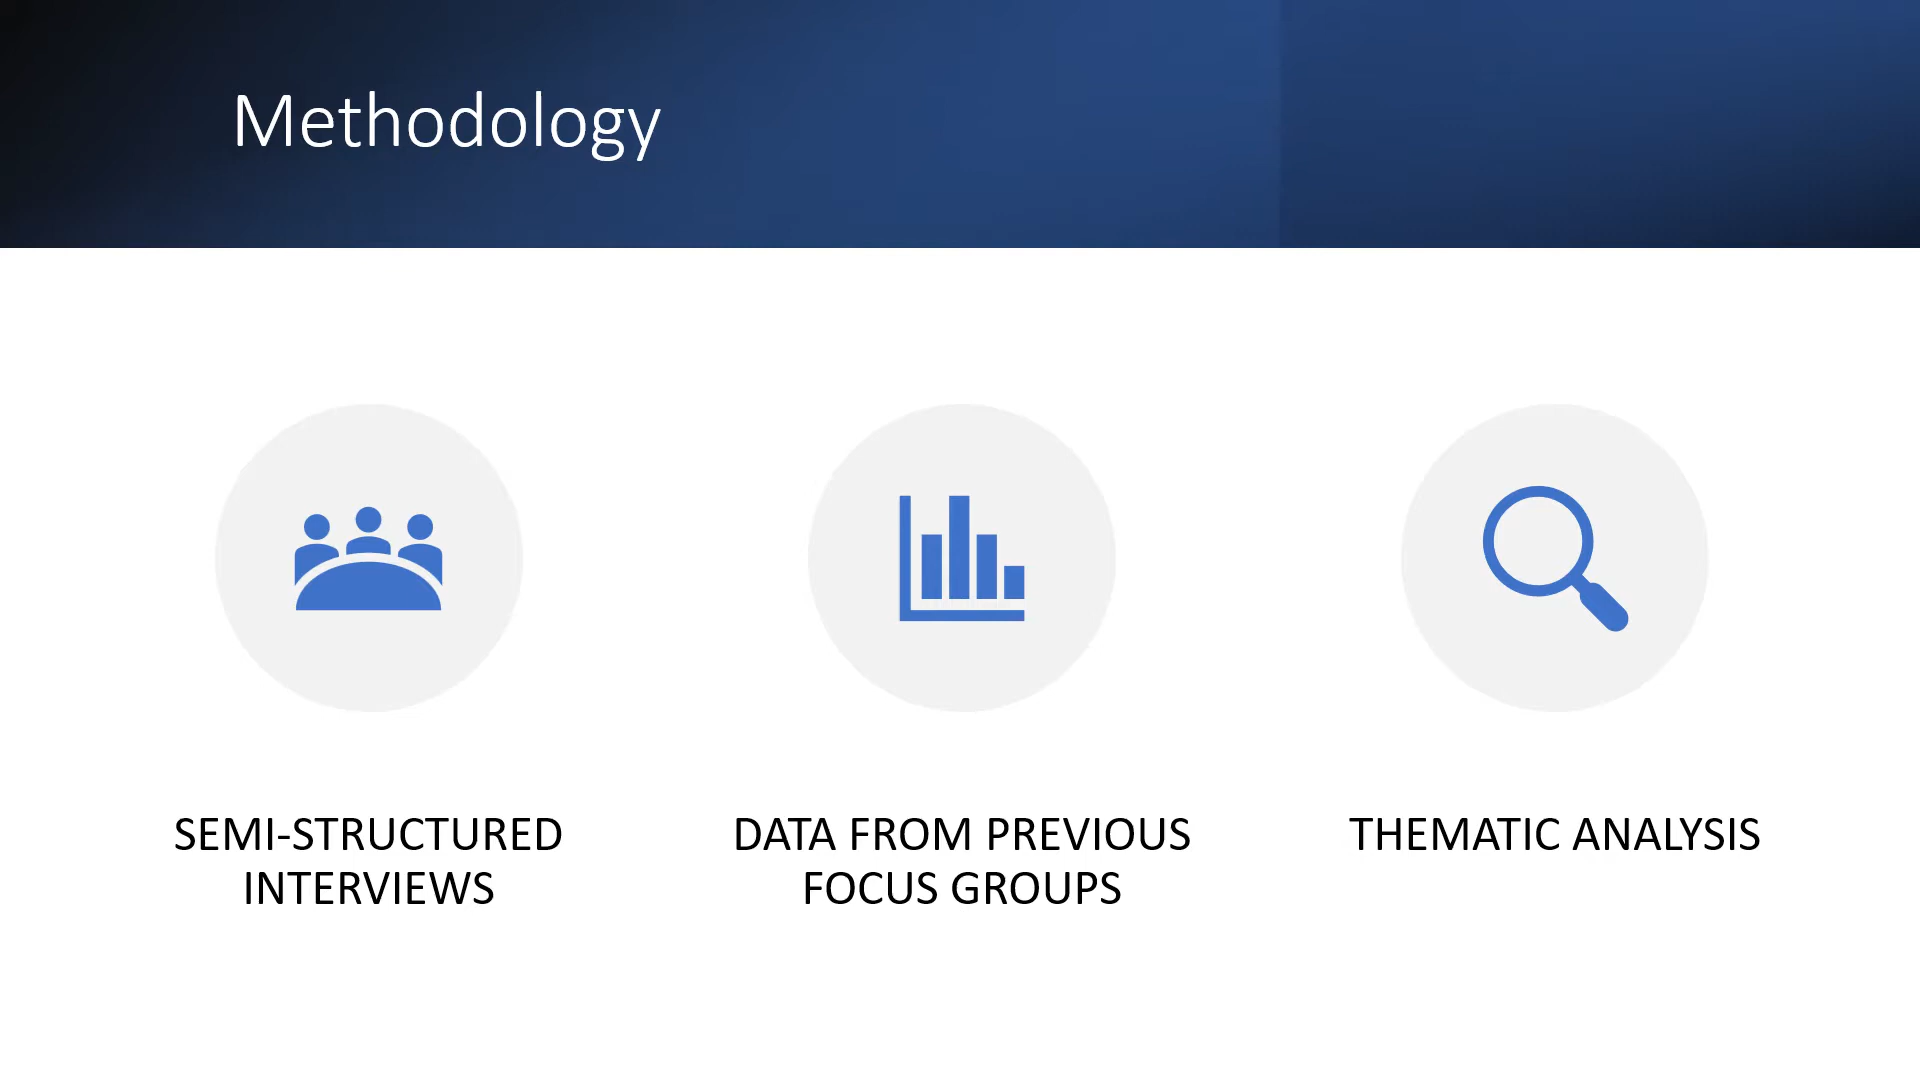 Methodology
SEMI-STRUCTURED
INTERVIEWS
DATA FROM PREVIOUS
FOCUS GROUPS
THEMATIC ANALYSIS